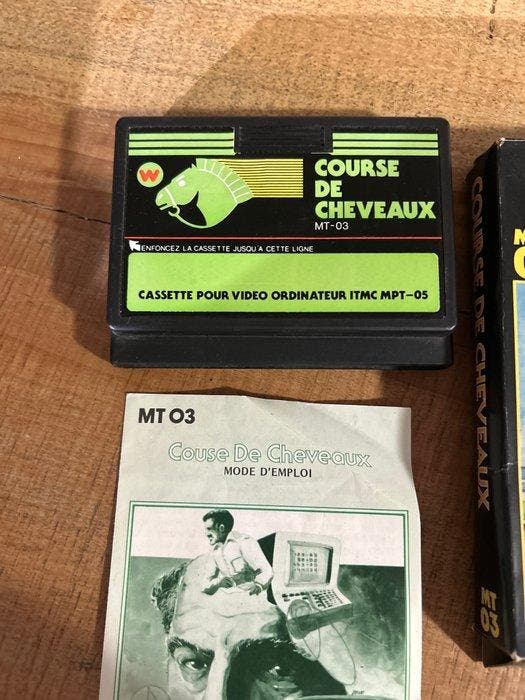 W
COURSE
DE
CHEVEAUX
MT-03
ENFONCEZ LA CASSETTE JUSQU'A CETTE LIGNE
CASSETTE POUR VIDEO ORDINATEUR ITMC MPT-05
MT 03
Couse De Cheveaux
MODE D'EMPLOI
COURSE DE CHEVEAUX
MT
03